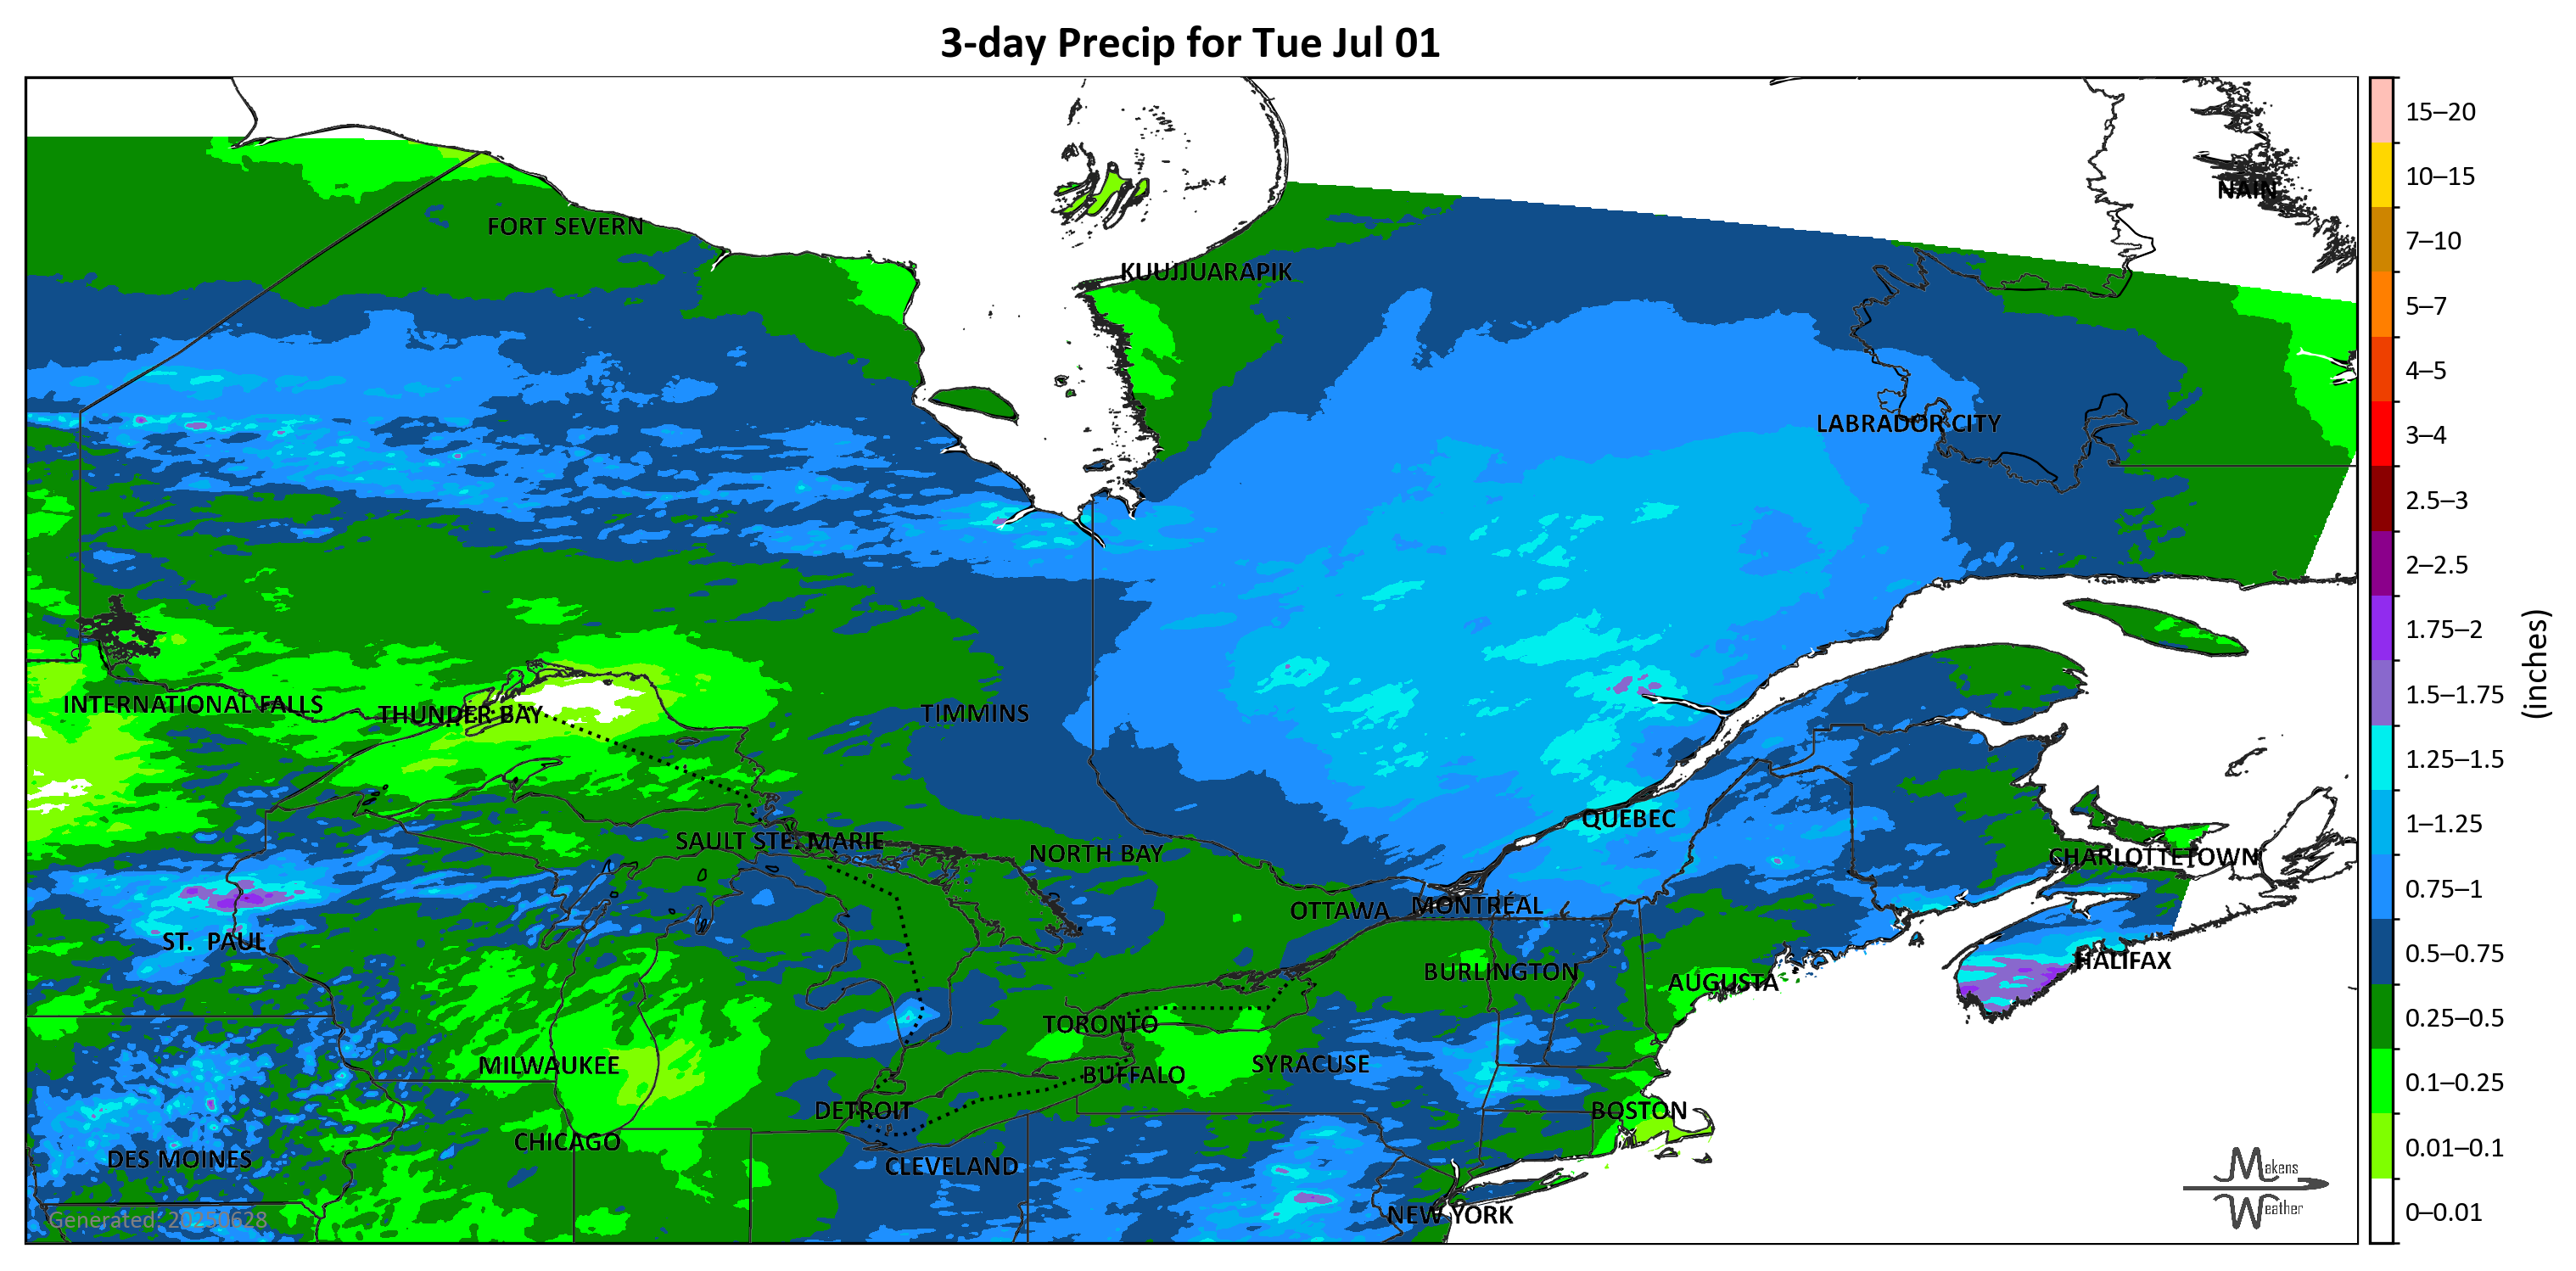 3-day Precip for Tue Jul 01
NAIN
FORT SEVERN
KUUJJUARAPIK
LABRADOR CITY
INTERNATIONAL FALLS
THUNDER BAY
TIMMINS
QUEBEC
SAULT STE. MARIE
NORTH BAY
CHARLOTTETOWN
OTTAWA
MONTRÉAL
ST. PAUL
HALIFAX
BURLINGTON
AUGUSTA
TORONTO
MILWAUKEE
SYRACUSE
BUFFALO
DETROIT
BOSTON
CHICAGO
DES MOINES
CLEVELAND
NEW YORK
Generated: 20250628
Makens
Weather
15–20
10–15
7–10
5–7
4–5
3–4
2.5–3
2–2.5
1.75–2
1.5–1.75
1.25–1.5
1–1.25
0.75–1
0.5–0.75
0.25–0.5
0.1–0.25
0.01–0.1
0–0.01
(inches)